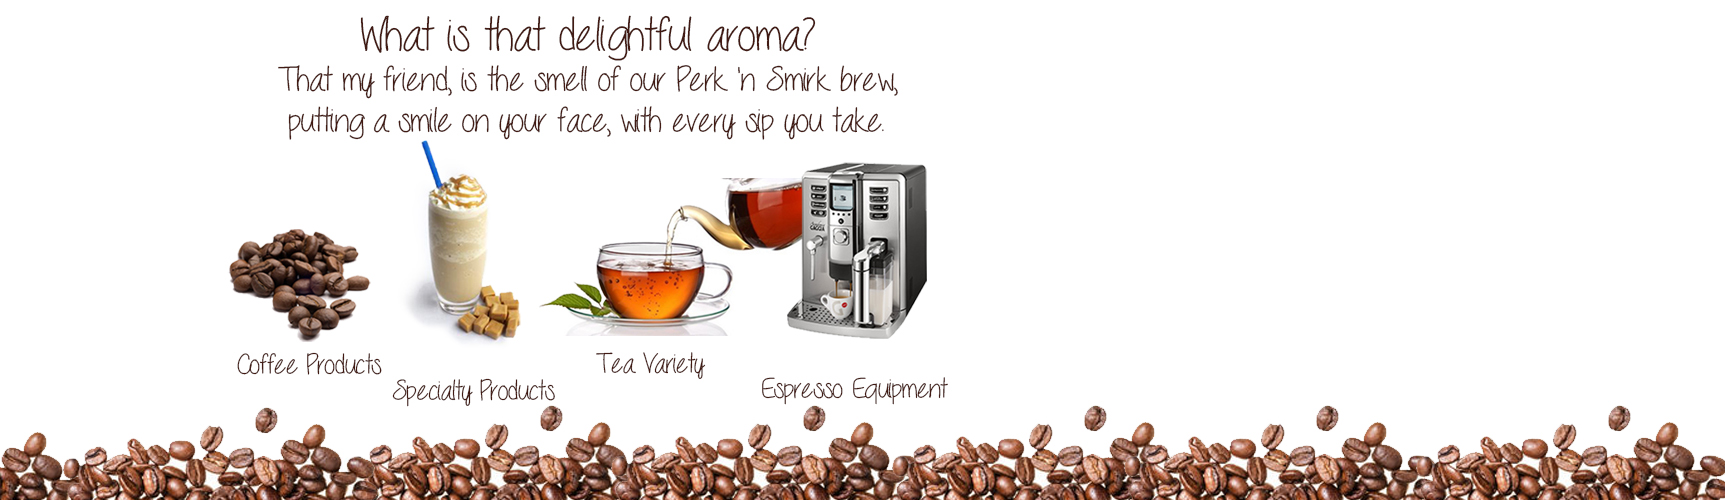 What is that delightful aroma?
That my friend, is the smell of our Perk 'n Smirk brew,
putting a smile on your face, with every sip you take.
Coffee Products
Specialty Products
Tea Variety
Espresso Equipment